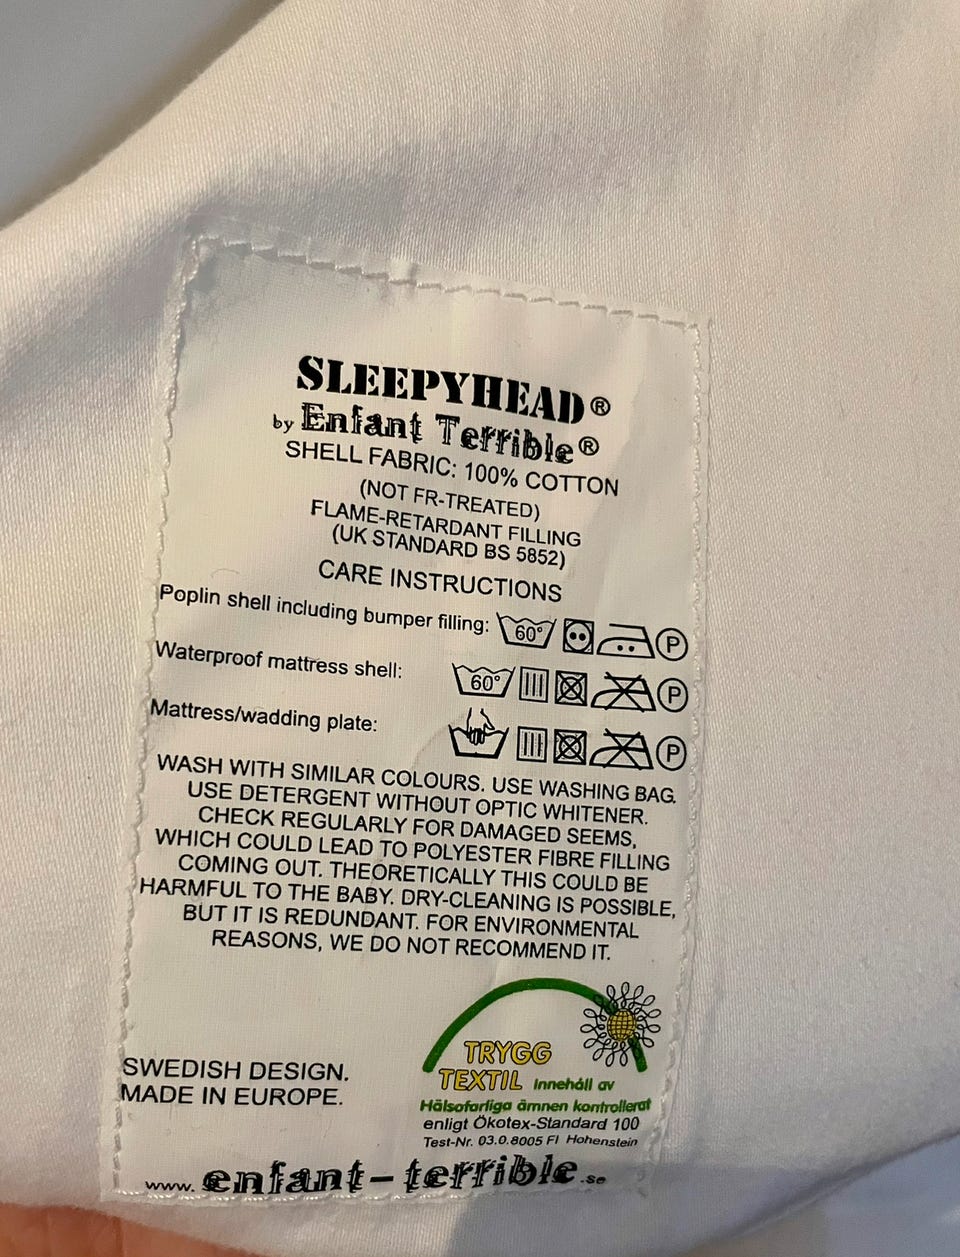 SLEEPYHEAD®
by Enfant Terrible®
SHELL FABRIC: 100% COTTON
(NOT FR-TREATED)
FLAME-RETARDANT FILLING
(UK STANDARD BS 5852)
CARE INSTRUCTIONS
Poplin shell including bumper filling: 60° P
Waterproof mattress shell: 60° P
Mattress/wadding plate: P
WASH WITH SIMILAR COLOURS. USE WASHING BAG.
USE DETERGENT WITHOUT OPTIC WHITENER.
CHECK REGULARLY FOR DAMAGED SEEMS,
WHICH COULD LEAD TO POLYESTER FIBRE FILLING
COMING OUT. THEORETICALLY THIS COULD BE
HARMFUL TO THE BABY. DRY-CLEANING IS POSSIBLE,
BUT IT IS REDUNDANT. FOR ENVIRONMENTAL
REASONS, WE DO NOT RECOMMEND IT.
SWEDISH DESIGN.
MADE IN EUROPE.
TRYGG
TEXTIL Innehåll av
Hälsofarliga ämnen kontrollerat
enligt Ökotex-Standard 100
Test-Nr. 03.0.8005 FI Hohenstein
www.enfant-terrible.se